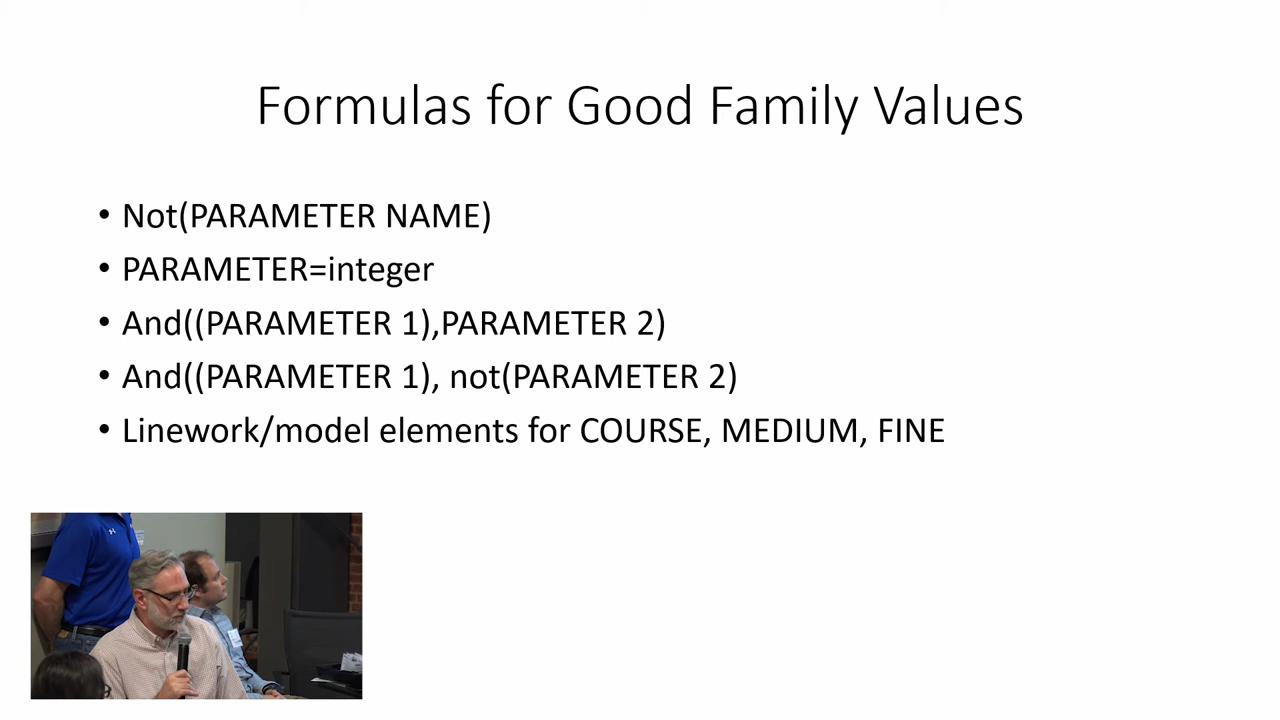 Formulas for Good Family Values
• Not(PARAMETER NAME)
• PARAMETER=integer
• And((PARAMETER 1),PARAMETER 2)
• And((PARAMETER 1), not(PARAMETER 2)
• Linework/model elements for COURSE, MEDIUM, FINE